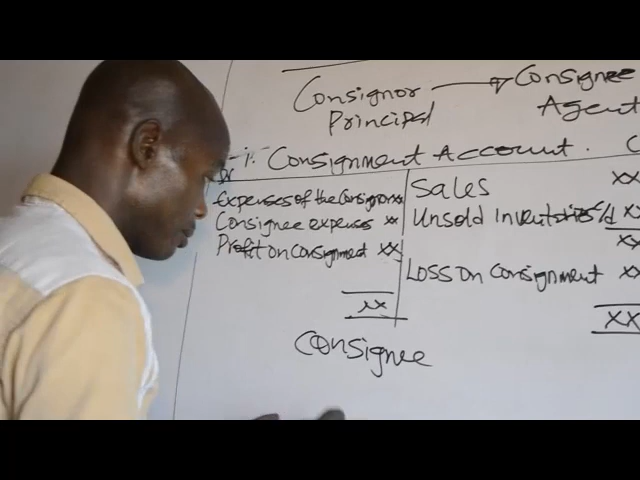 Consignor → Consignee
Principal Agent
i. Consignment Account. C
Dr
Expenses of the Consignor xx Sales xx
Consignee expenses xx Unsold Inventories c/d xx
xx
Profit on consignment xx Loss on consignment xx
xx xx
Consignee